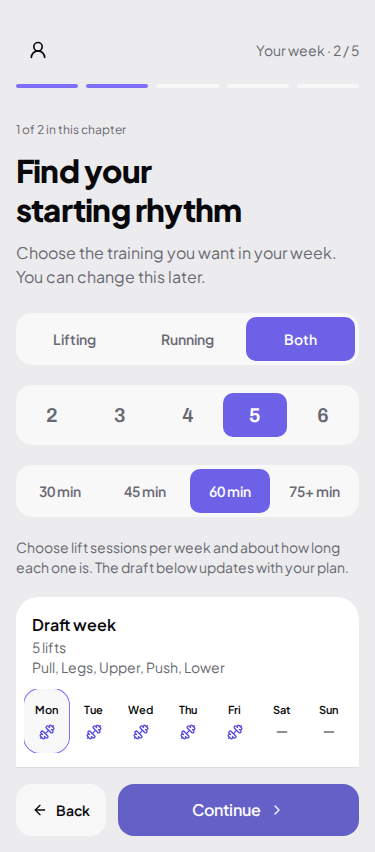 Your week · 2 / 5
1 of 2 in this chapter
Find your
starting rhythm
Choose the training you want in your week.
You can change this later.
Lifting Running Both
2 3 4 5 6
30 min 45 min 60 min 75+ min
Choose lift sessions per week and about how long
each one is. The draft below updates with your plan.
Draft week
5 lifts
Pull, Legs, Upper, Push, Lower
Mon Tue Wed Thu Fri Sat Sun
Back Continue